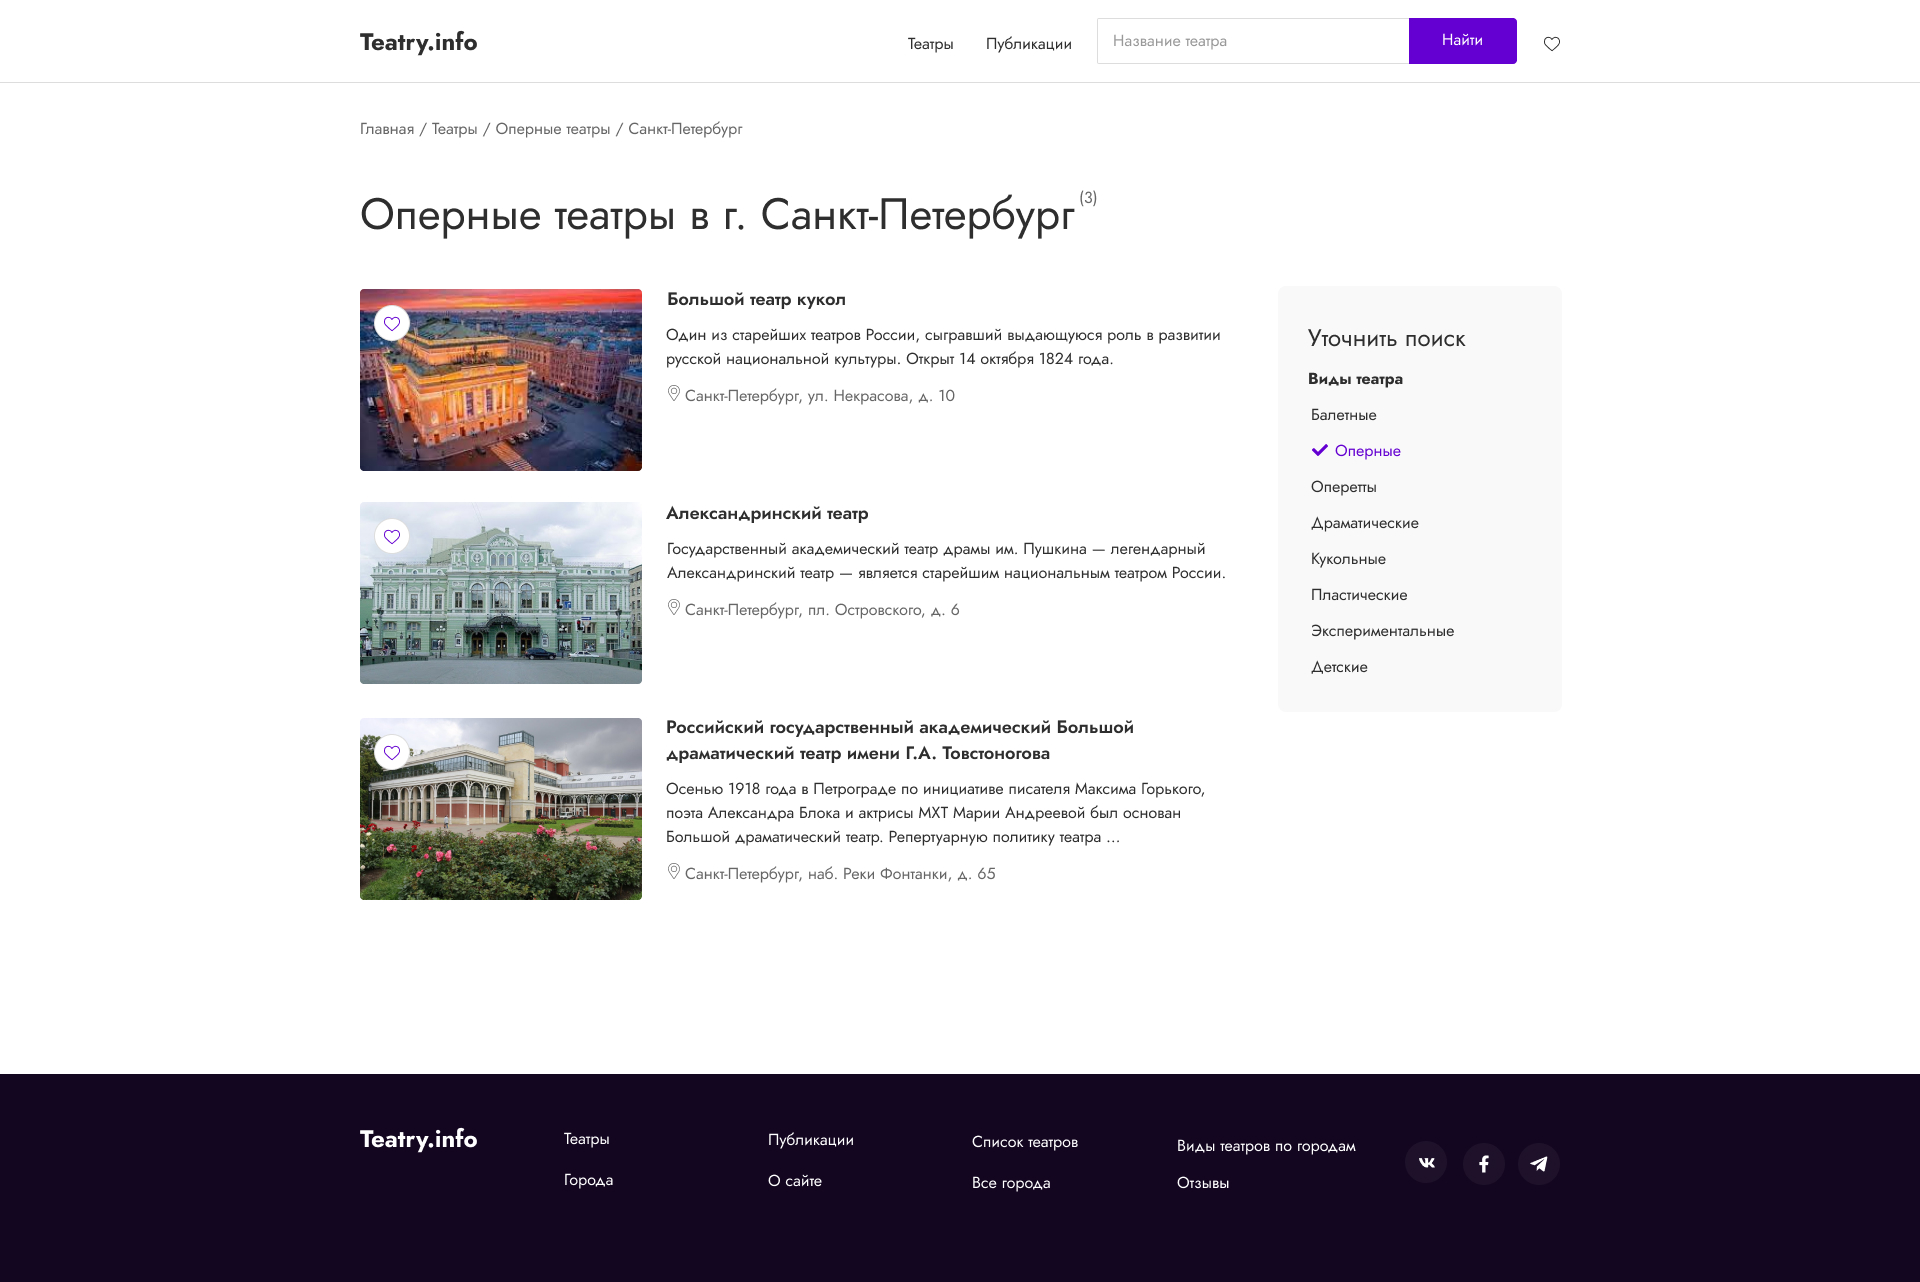 Teatry.info
Театры
Публикации
Название театра
Найти
Главная / Театры / Оперные театры / Санкт-Петербург
Оперные театры в г. Санкт-Петербург (3)
Большой театр кукол
Один из старейших театров России, сыгравший выдающуюся роль в развитии
русской национальной культуры. Открыт 14 октября 1824 года.
Санкт-Петербург, ул. Некрасова, д. 10
Александринский театр
Государственный академический театр драмы им. Пушкина — легендарный
Александринский театр — является старейшим национальным театром России.
Санкт-Петербург, пл. Островского, д. 6
Российский государственный академический Большой
драматический театр имени Г.А. Товстоногова
Осенью 1918 года в Петрограде по инициативе писателя Максима Горького,
поэта Александра Блока и актрисы МХТ Марии Андреевой был основан
Большой драматический театр. Репертуарную политику театра ...
Санкт-Петербург, наб. Реки Фонтанки, д. 65
Уточнить поиск
Виды театра
Балетные
Оперные
Оперетты
Драматические
Кукольные
Пластические
Экспериментальные
Детские
Teatry.info
Театры
Города
Публикации
О сайте
Список театров
Все города
Виды театров по городам
Отзывы